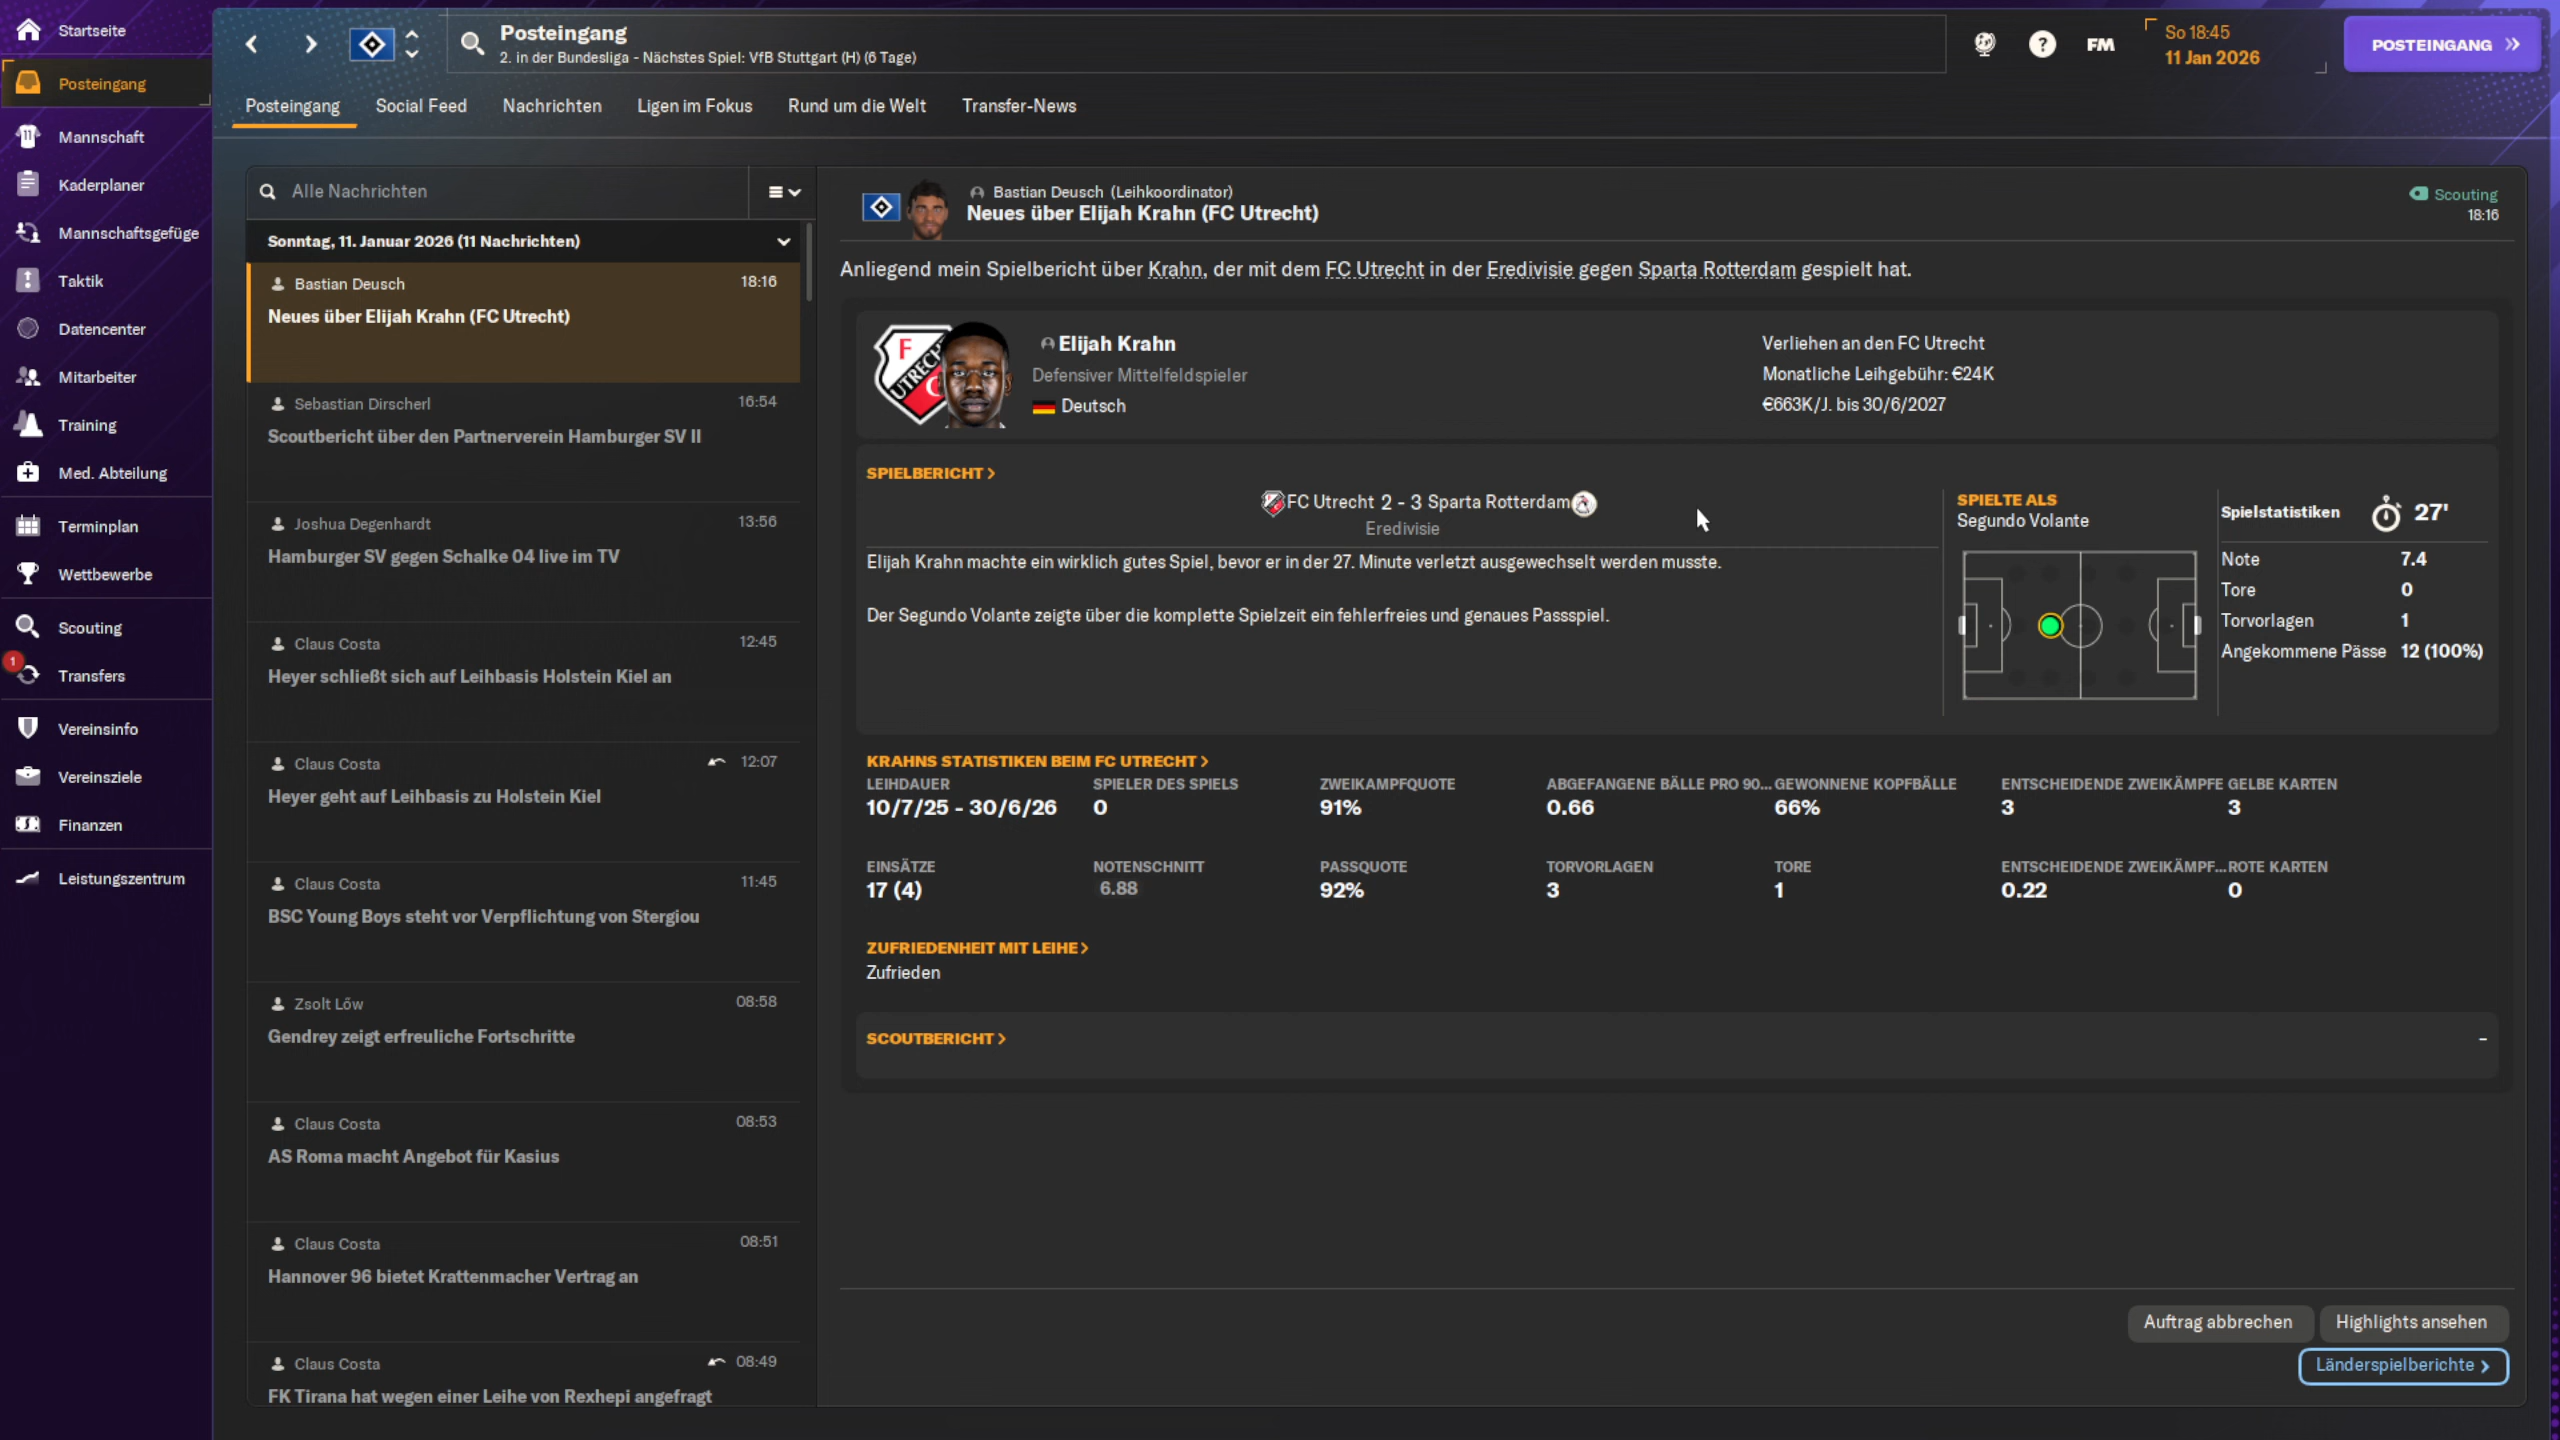 Startseite
Posteingang
Mannschaft
Kaderplaner
Mannschaftsgefüge
Taktik
Datencenter
Mitarbeiter
Training
Med. Abteilung
Terminplan
Wettbewerbe
Scouting
1
Transfers
Vereinsinfo
Vereinsziele
Finanzen
Leistungszentrum
Posteingang
2. in der Bundesliga - Nächstes Spiel: VfB Stuttgart (H) (6 Tage)
FM
So 18:45
11 Jan 2026
POSTEINGANG
Posteingang Social Feed Nachrichten Ligen im Fokus Rund um die Welt Transfer-News
Alle Nachrichten
Sonntag, 11. Januar 2026 (11 Nachrichten)
Bastian Deusch 18:16
Neues über Elijah Krahn (FC Utrecht)
Sebastian Dirscherl 16:54
Scoutbericht über den Partnerverein Hamburger SV II
Joshua Degenhardt 13:56
Hamburger SV gegen Schalke 04 live im TV
Claus Costa 12:45
Heyer schließt sich auf Leihbasis Holstein Kiel an
Claus Costa 12:07
Heyer geht auf Leihbasis zu Holstein Kiel
Claus Costa 11:45
BSC Young Boys steht vor Verpflichtung von Stergiou
Zsolt Lőw 08:58
Gendrey zeigt erfreuliche Fortschritte
Claus Costa 08:53
AS Roma macht Angebot für Kasius
Claus Costa 08:51
Hannover 96 bietet Krattenmacher Vertrag an
Claus Costa 08:49
FK Tirana hat wegen einer Leihe von Rexhepi angefragt
Bastian Deusch (Leihkoordinator)
Neues über Elijah Krahn (FC Utrecht)
Scouting
18:16
Anliegend mein Spielbericht über Krahn, der mit dem FC Utrecht in der Eredivisie gegen Sparta Rotterdam gespielt hat.
Elijah Krahn
Defensiver Mittelfeldspieler
Deutsch
Verliehen an den FC Utrecht
Monatliche Leihgebühr: €24K
€663K/J. bis 30/6/2027
SPIELBERICHT
FC Utrecht 2 - 3 Sparta Rotterdam
Eredivisie
Elijah Krahn machte ein wirklich gutes Spiel, bevor er in der 27. Minute verletzt ausgewechselt werden musste.
Der Segundo Volante zeigte über die komplette Spielzeit ein fehlerfreies und genaues Passspiel.
SPIELTE ALS
Segundo Volante
Spielstatistiken 27'
Note 7.4
Tore 0
Torvorlagen 1
Angekommene Pässe 12 (100%)
KRAHNS STATISTIKEN BEIM FC UTRECHT
LEIHDAUER SPIELER DES SPIELS ZWEIKAMPFQUOTE ABGEFANGENE BÄLLE PRO 90... GEWONNENE KOPFBÄLLE ENTSCHEIDENDE ZWEIKÄMPFE GELBE KARTEN
10/7/25 - 30/6/26 0 91% 0.66 66% 3 3
EINSÄTZE NOTENSCHNITT PASSQUOTE TORVORLAGEN TORE ENTSCHEIDENDE ZWEIKÄMPF... ROTE KARTEN
17 (4) 6.88 92% 3 1 0.22 0
ZUFRIEDENHEIT MIT LEIHE
Zufrieden
SCOUTBERICHT -
Auftrag abbrechen Highlights ansehen
Länderspielberichte